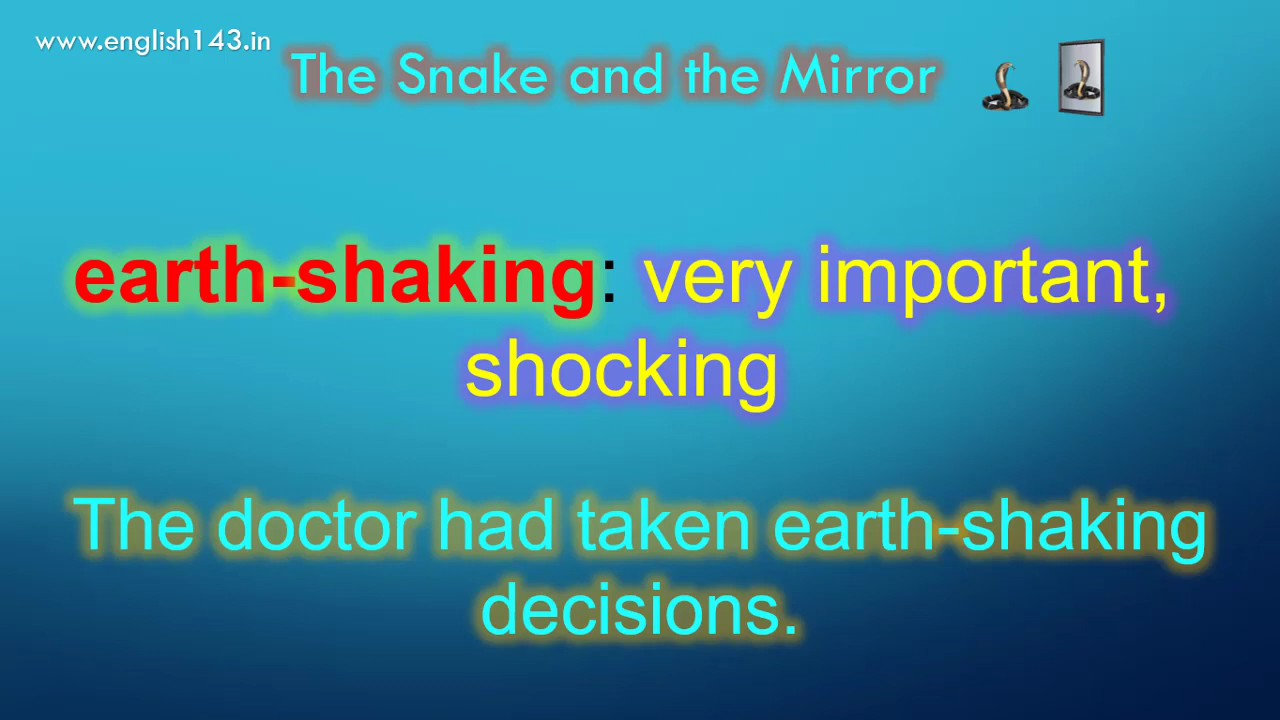 www.english143.in
The Snake and the Mirror
earth-shaking: very important,
shocking
The doctor had taken earth-shaking
decisions.